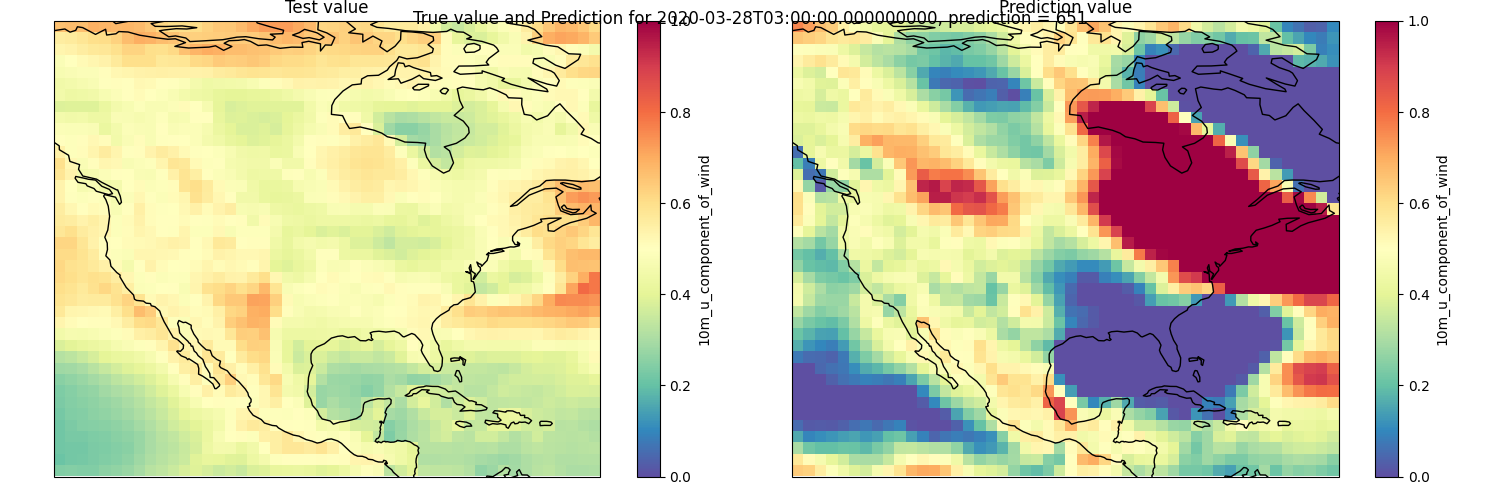 Test value
Prediction value
True value and Prediction for 2020-03-28T03:00:00.000000000, prediction = 651
1.0
0.8
0.6
0.4
0.2
0.0
10m_u_component_of_wind
1.0
0.8
0.6
0.4
0.2
0.0
10m_u_component_of_wind